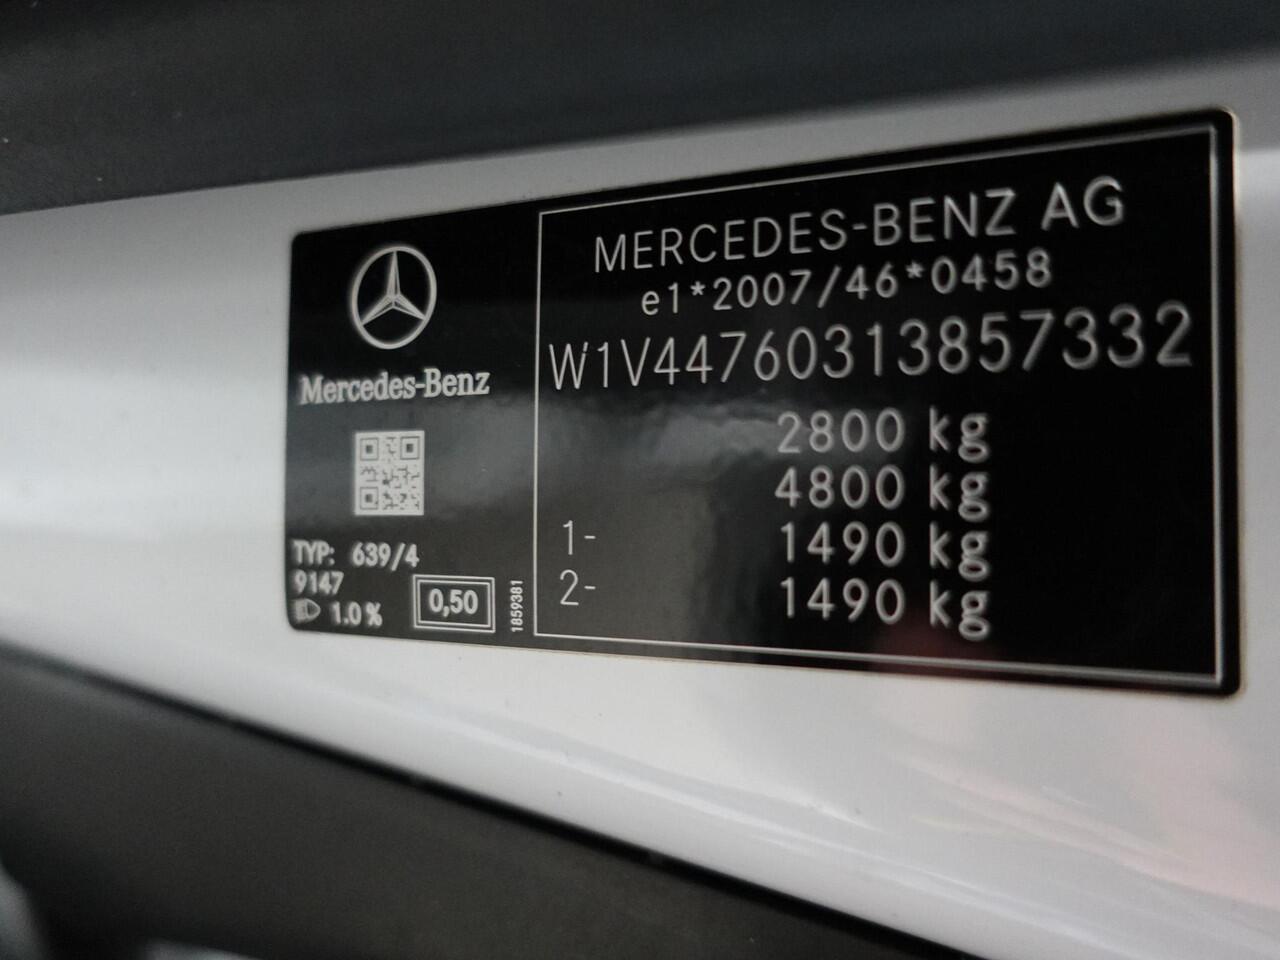 Mercedes-Benz
TYP: 639/4
9147
1.0 %
0,50
1859381
MERCEDES-BENZ AG
e1*2007/46*0458
W1V44760313857332
2800 kg
4800 kg
1- 1490 kg
2- 1490 kg